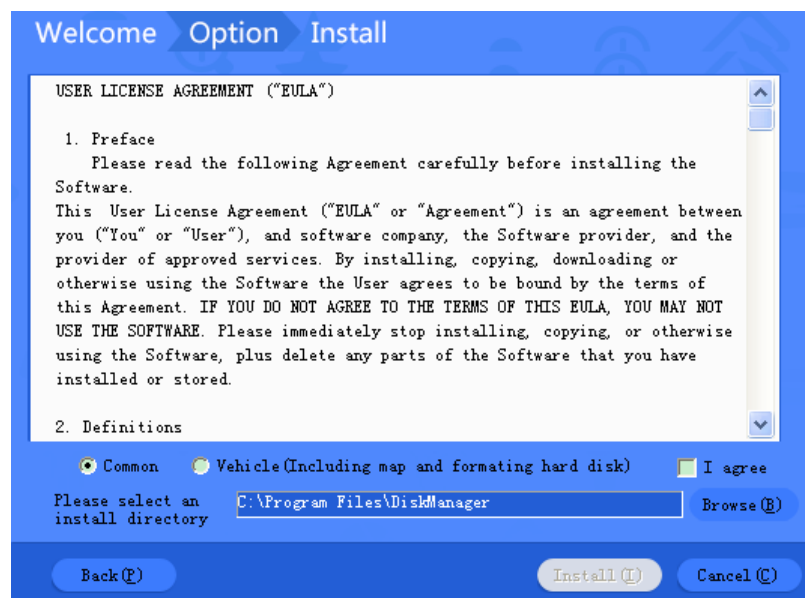 Welcome Option Install
USER LICENSE AGREEMENT ("EULA")
1. Preface
Please read the following Agreement carefully before installing the
Software.
This User License Agreement ("EULA" or "Agreement") is an agreement between
you ("You" or "User"), and software company, the Software provider, and the
provider of approved services. By installing, copying, downloading or
otherwise using the Software the User agrees to be bound by the terms of
this Agreement. IF YOU DO NOT AGREE TO THE TERMS OF THIS EULA, YOU MAY NOT
USE THE SOFTWARE. Please immediately stop installing, copying, or otherwise
using the Software, plus delete any parts of the Software that you have
installed or stored.
2. Definitions
Common Vehicle(Including map and formating hard disk) I agree
Please select an
install directory
C:\Program Files\DiskManager
Browse(B)
Back(P) Install(I) Cancel(C)